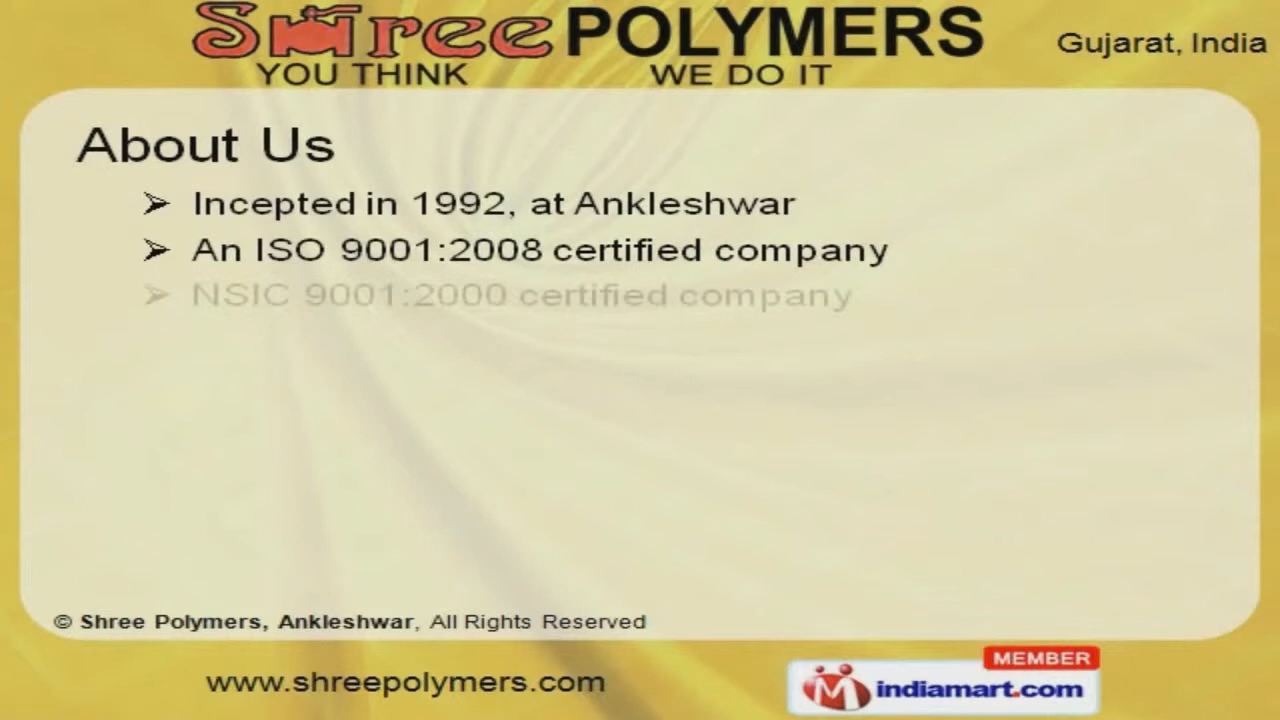 Shree POLYMERS
Gujarat, India
YOU THINK WE DO IT
About Us
➢ Incepted in 1992, at Ankleshwar
➢ An ISO 9001:2008 certified company
➢ NSIC 9001:2000 certified company
© Shree Polymers, Ankleshwar, All Rights Reserved
www.shreepolymers.com
MEMBER
indiamart.com